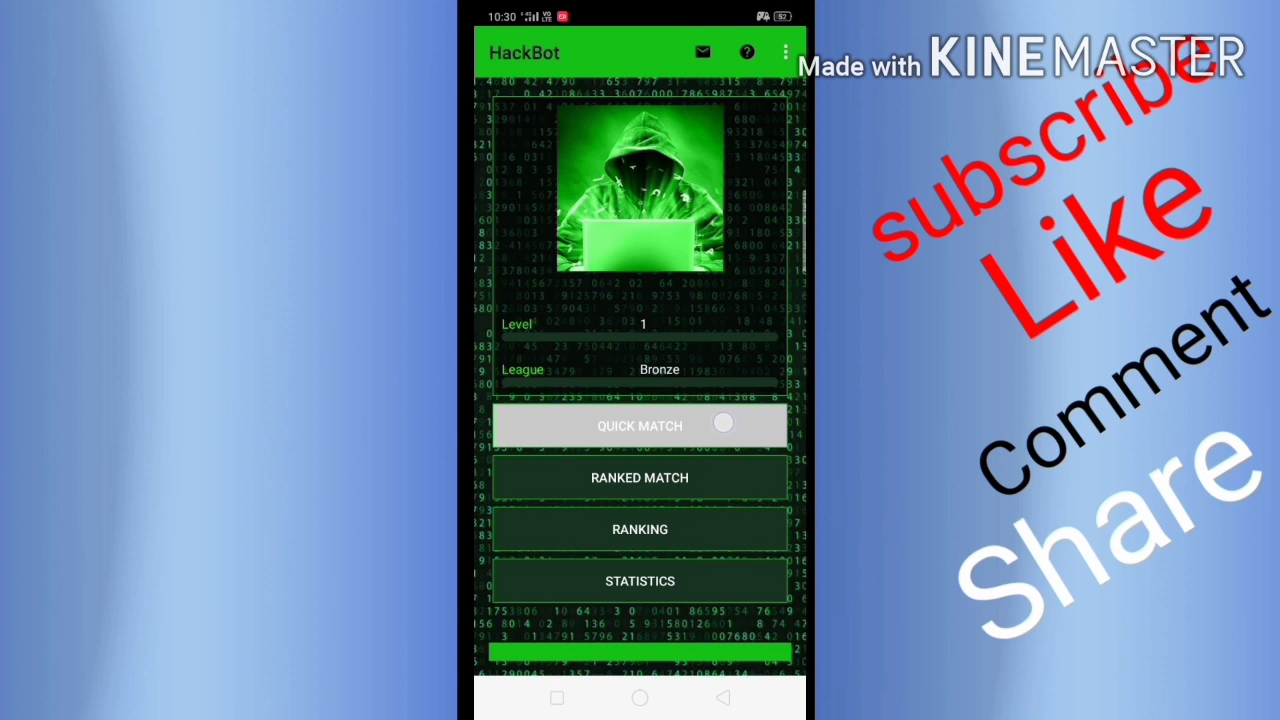 10:30
52
HackBot
Made with KINEMASTER
subscribe
Like
Comment
Share
Level 1
League Bronze
QUICK MATCH
RANKED MATCH
RANKING
STATISTICS